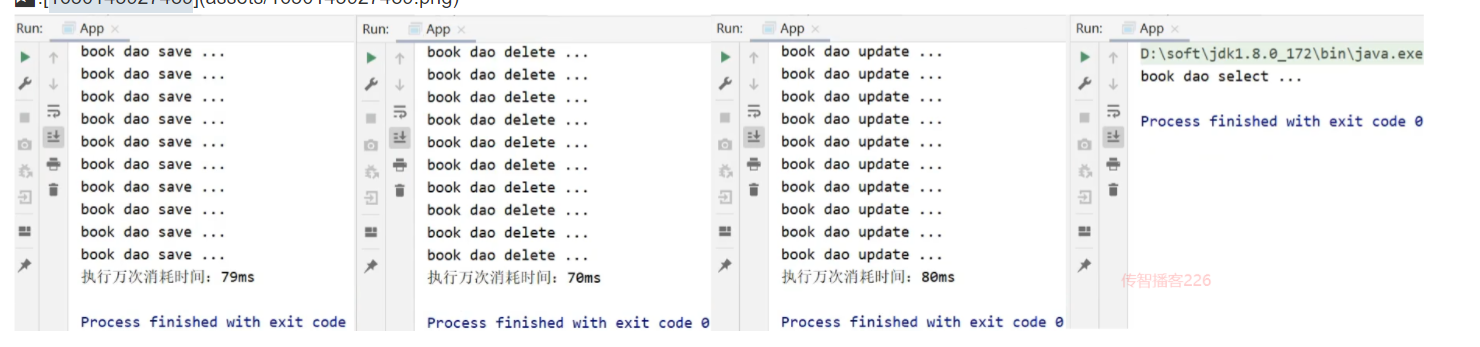 [1630145927469](assets/1630145927469.png)
Run: App ×
book dao save ...
book dao save ...
book dao save ...
book dao save ...
book dao save ...
book dao save ...
book dao save ...
book dao save ...
book dao save ...
book dao save ...
执行万次消耗时间：79ms
Process finished with exit code
Run: App ×
book dao delete ...
book dao delete ...
book dao delete ...
book dao delete ...
book dao delete ...
book dao delete ...
book dao delete ...
book dao delete ...
book dao delete ...
book dao delete ...
执行万次消耗时间：70ms
Process finished with exit code 0
Run: App ×
book dao update ...
book dao update ...
book dao update ...
book dao update ...
book dao update ...
book dao update ...
book dao update ...
book dao update ...
book dao update ...
book dao update ...
执行万次消耗时间：80ms
Process finished with exit code 0
Run: App ×
D:\soft\jdk1.8.0_172\bin\java.exe
book dao select ...
Process finished with exit code 0
传智播客226